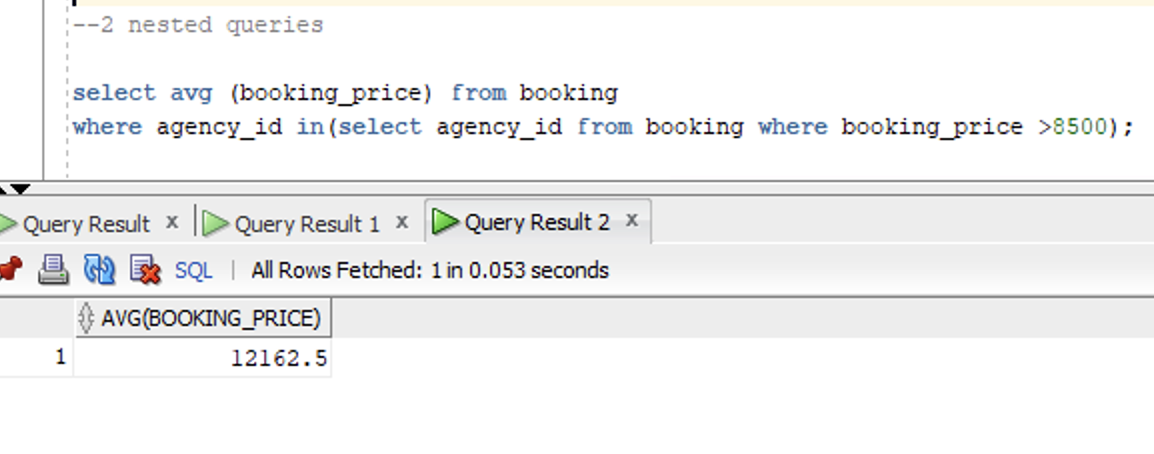 --2 nested queries
select avg (booking_price) from booking
where agency_id in(select agency_id from booking where booking_price >8500);
Query Result x Query Result 1 x Query Result 2 x
SQL | All Rows Fetched: 1 in 0.053 seconds
AVG(BOOKING_PRICE)
1 12162.5